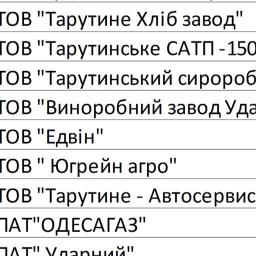 ТОВ "Тарутине Хліб завод"
ТОВ "Тарутинське САТП -150
ТОВ "Тарутинський сиророб
ТОВ "Виноробний завод Уда
ТОВ "Едвін"
ТОВ " Югрейн агро"
ТОВ "Тарутине - Автосервис
ПАТ"ОДЕСАГАЗ"
ПАТ" Ударний"